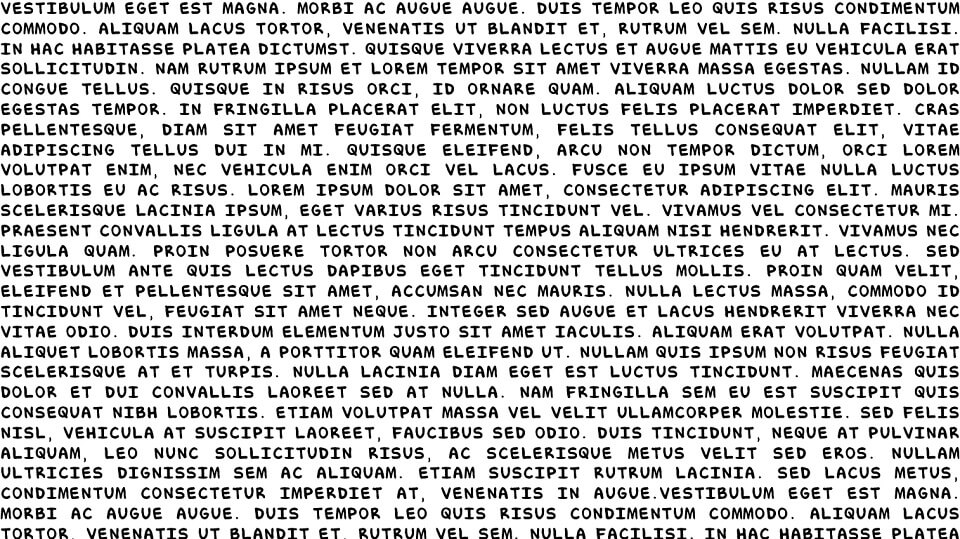 VESTIBULUM EGET EST MAGNA. MORBI AC AUGUE AUGUE. DUIS TEMPOR LEO QUIS RISUS CONDIMENTUM
COMMODO. ALIQUAM LACUS TORTOR, VENENATIS UT BLANDIT ET, RUTRUM VEL SEM. NULLA FACILISI.
IN HAC HABITASSE PLATEA DICTUMST. QUISQUE VIVERRA LECTUS ET AUGUE MATTIS EU VEHICULA ERAT
SOLLICITUDIN. NAM RUTRUM IPSUM ET LOREM TEMPOR SIT AMET VIVERRA MASSA EGESTAS. NULLAM ID
CONGUE TELLUS. QUISQUE IN RISUS ORCI, ID ORNARE QUAM. ALIQUAM LUCTUS DOLOR SED DOLOR
EGESTAS TEMPOR. IN FRINGILLA PLACERAT ELIT, NON LUCTUS FELIS PLACERAT IMPERDIET. CRAS
PELLENTESQUE, DIAM SIT AMET FEUGIAT FERMENTUM, FELIS TELLUS CONSEQUAT ELIT, VITAE
ADIPISCING TELLUS DUI IN MI. QUISQUE ELEIFEND, ARCU NON TEMPOR DICTUM, ORCI LOREM
VOLUTPAT ENIM, NEC VEHICULA ENIM ORCI VEL LACUS. FUSCE EU IPSUM VITAE NULLA LUCTUS
LOBORTIS EU AC RISUS. LOREM IPSUM DOLOR SIT AMET, CONSECTETUR ADIPISCING ELIT. MAURIS
SCELERISQUE LACINIA IPSUM, EGET VARIUS RISUS TINCIDUNT VEL. VIVAMUS VEL CONSECTETUR MI.
PRAESENT CONVALLIS LIGULA AT LECTUS TINCIDUNT TEMPUS ALIQUAM NISI HENDRERIT. VIVAMUS NEC
LIGULA QUAM. PROIN POSUERE TORTOR NON ARCU CONSECTETUR ULTRICES EU AT LECTUS. SED
VESTIBULUM ANTE QUIS LECTUS DAPIBUS EGET TINCIDUNT TELLUS MOLLIS. PROIN QUAM VELIT,
ELEIFEND ET PELLENTESQUE SIT AMET, ACCUMSAN NEC MAURIS. NULLA LECTUS MASSA, COMMODO ID
TINCIDUNT VEL, FEUGIAT SIT AMET NEQUE. INTEGER SED AUGUE ET LACUS HENDRERIT VIVERRA NEC
VITAE ODIO. DUIS INTERDUM ELEMENTUM JUSTO SIT AMET IACULIS. ALIQUAM ERAT VOLUTPAT. NULLA
ALIQUET LOBORTIS MASSA, A PORTTITOR QUAM ELEIFEND UT. NULLAM QUIS IPSUM NON RISUS FEUGIAT
SCELERISQUE AT ET TURPIS. NULLA LACINIA DIAM EGET EST LUCTUS TINCIDUNT. MAECENAS QUIS
DOLOR ET DUI CONVALLIS LAOREET SED AT NULLA. NAM FRINGILLA SEM EU EST SUSCIPIT QUIS
CONSEQUAT NIBH LOBORTIS. ETIAM VOLUTPAT MASSA VEL VELIT ULLAMCORPER MOLESTIE. SED FELIS
NISL, VEHICULA AT SUSCIPIT LAOREET, FAUCIBUS SED ODIO. DUIS TINCIDUNT, NEQUE AT PULVINAR
ALIQUAM, LEO NUNC SOLLICITUDIN RISUS, AC SCELERISQUE METUS VELIT SED EROS. NULLAM
ULTRICIES DIGNISSIM SEM AC ALIQUAM. ETIAM SUSCIPIT RUTRUM LACINIA. SED LACUS METUS,
CONDIMENTUM CONSECTETUR IMPERDIET AT, VENENATIS IN AUGUE.VESTIBULUM EGET EST MAGNA.
MORBI AC AUGUE AUGUE. DUIS TEMPOR LEO QUIS RISUS CONDIMENTUM COMMODO. ALIQUAM LACUS
TORTOR, VENENATIS UT BLANDIT ET, RUTRUM VEL SEM. NULLA FACILISI. IN HAC HABITASSE PLATEA